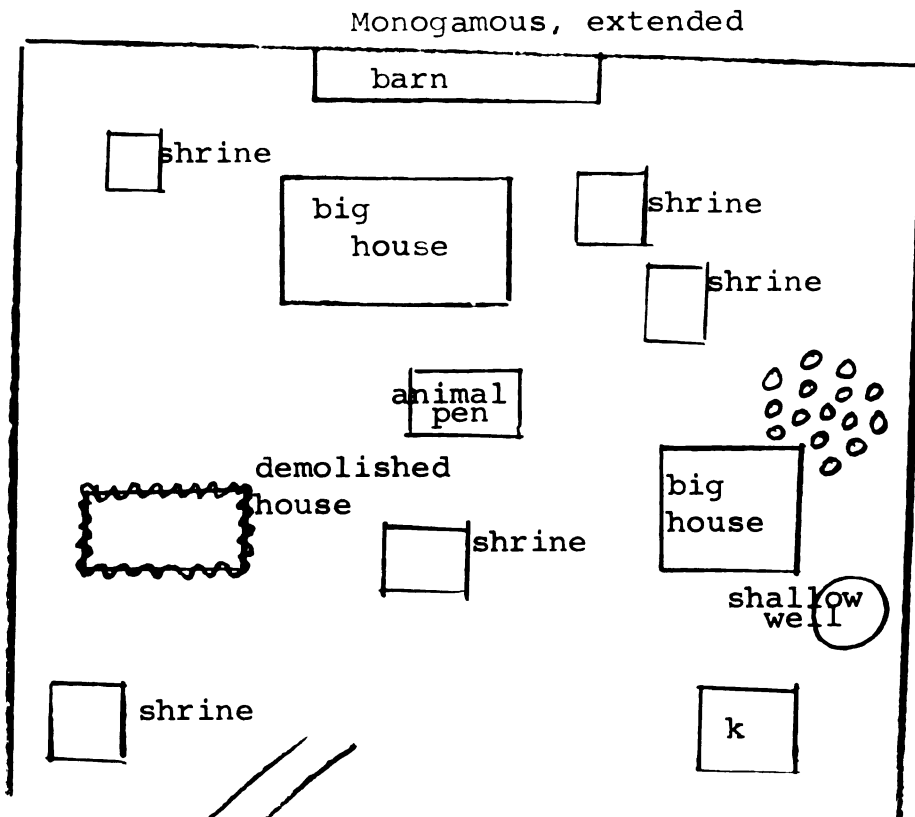 Monogamous, extended
barn
shrine
big
house
shrine
shrine
animal
pen
demolished
house
big
house
shrine
shallow
well
shrine
k